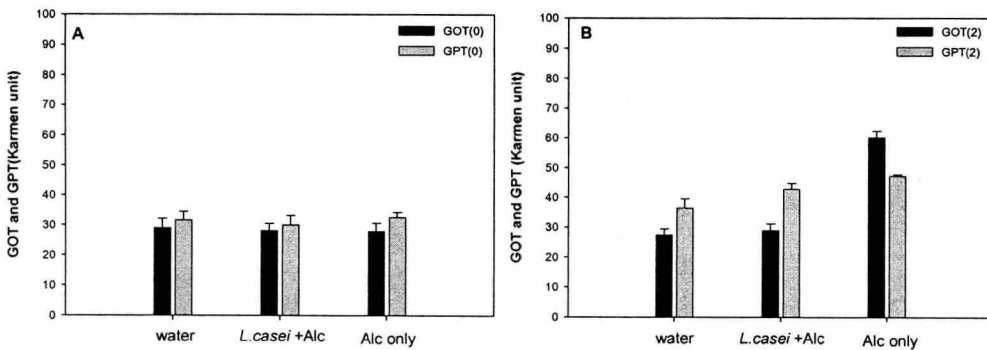 A
GOT(0)
GPT(0)
GOT and GPT(Karmen unit)
100
90
80
70
60
50
40
30
20
10
0
water
L.casei +Alc
Alc only
B
GOT(2)
GPT(2)
GOT and GPT (Karmen unit)
100
90
80
70
60
50
40
30
20
10
0
water
L.casei +Alc
Alc only